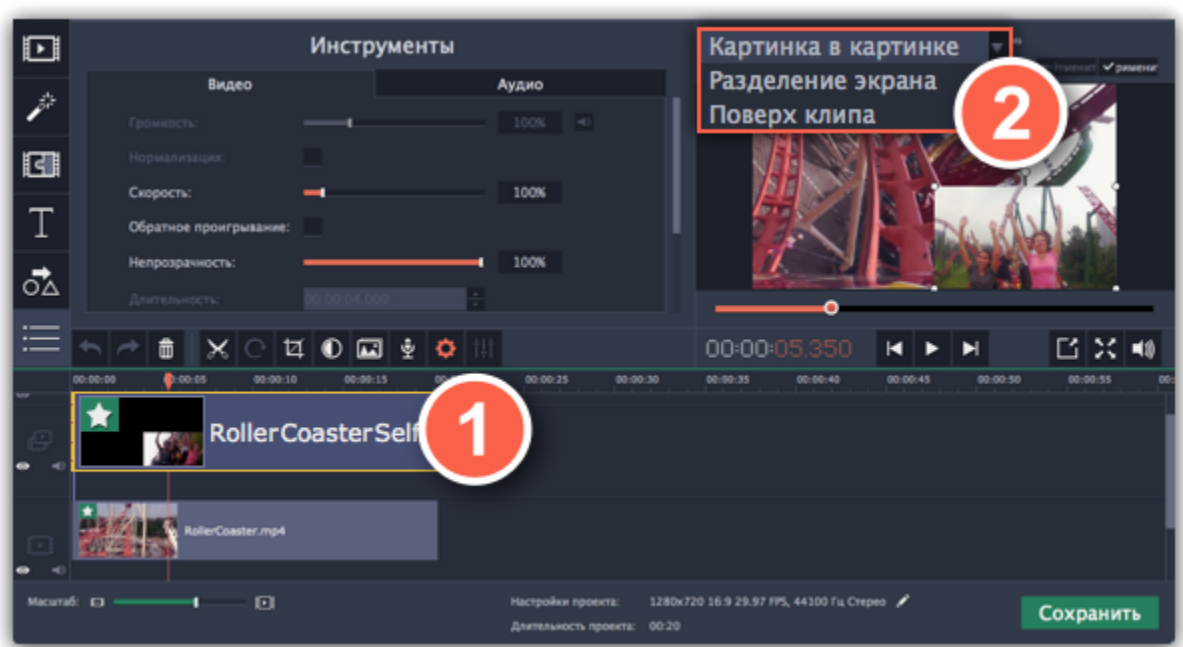 Инструменты
Видео
Аудио
Громкость:
100%
Нормализация:
Скорость:
100%
Обратное проигрывание:
Непрозрачность:
100%
Длительность:
00:00:04.000
Картинка в картинке
Разделение экрана
Поверх клипа
2
00:00:05.350
00:00:00
00:00:05
00:00:10
00:00:15
00:00:25
00:00:30
00:00:35
00:00:40
00:00:45
00:00:50
00:00:55
RollerCoasterSelf
1
RollerCoaster.mp4
Масштаб:
Настройки проекта: 1280x720 16:9 29.97 FPS, 44100 Гц Стерео
Длительность проекта: 00:20
Сохранить